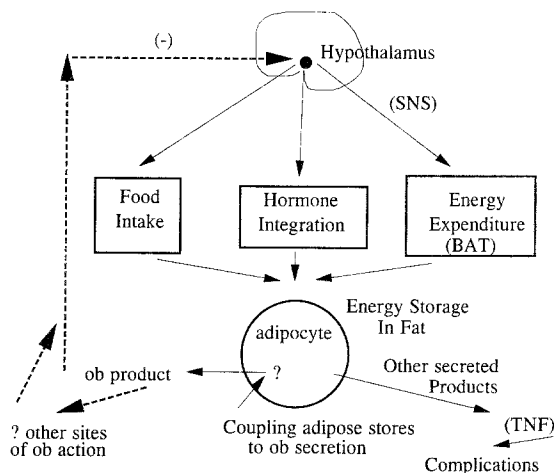 (-)
Hypothalamus
(SNS)
Food
Intake
Hormone
Integration
Energy
Expenditure
(BAT)
Energy Storage
In Fat
adipocyte
?
ob product
Other secreted
Products
? other sites
of ob action
Coupling adipose stores
to ob secretion
(TNF)
Complications